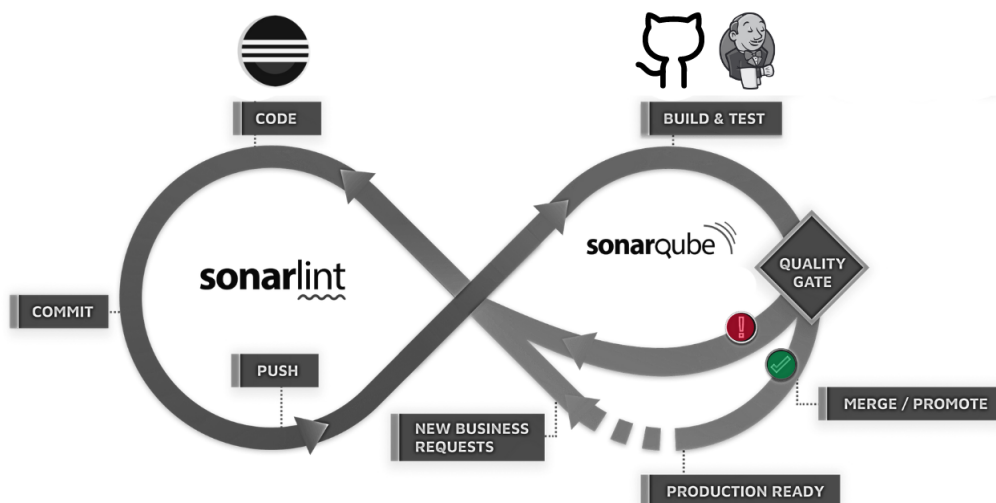 CODE
BUILD & TEST
sonarlint
sonarqube
QUALITY
GATE
COMMIT
PUSH
MERGE / PROMOTE
NEW BUSINESS
REQUESTS
PRODUCTION READY